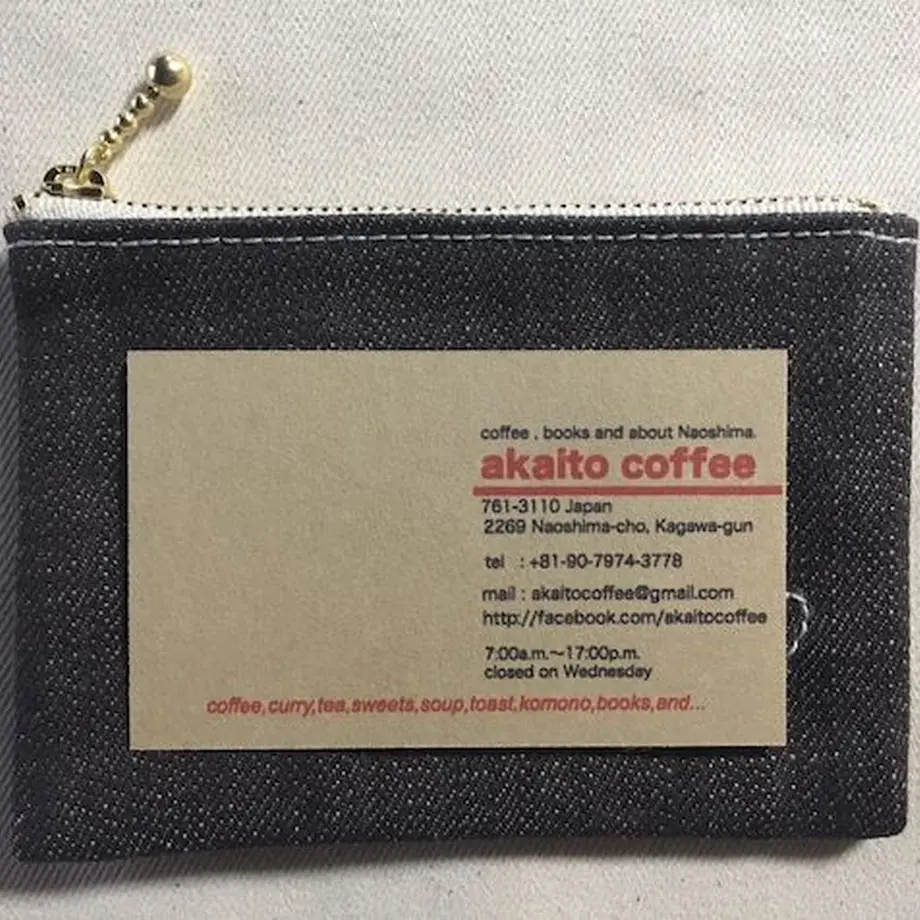 coffee , books and about Naoshima.
akaito coffee
761-3110 Japan
2269 Naoshima-cho, Kagawa-gun
tel : +81-90-7974-3778
mail : akaitocoffee@gmail.com
http://facebook.com/akaitocoffee
7:00a.m.〜17:00p.m.
closed on Wednesday
coffee,curry,tea,sweets,soup,toast,komono,books,and...